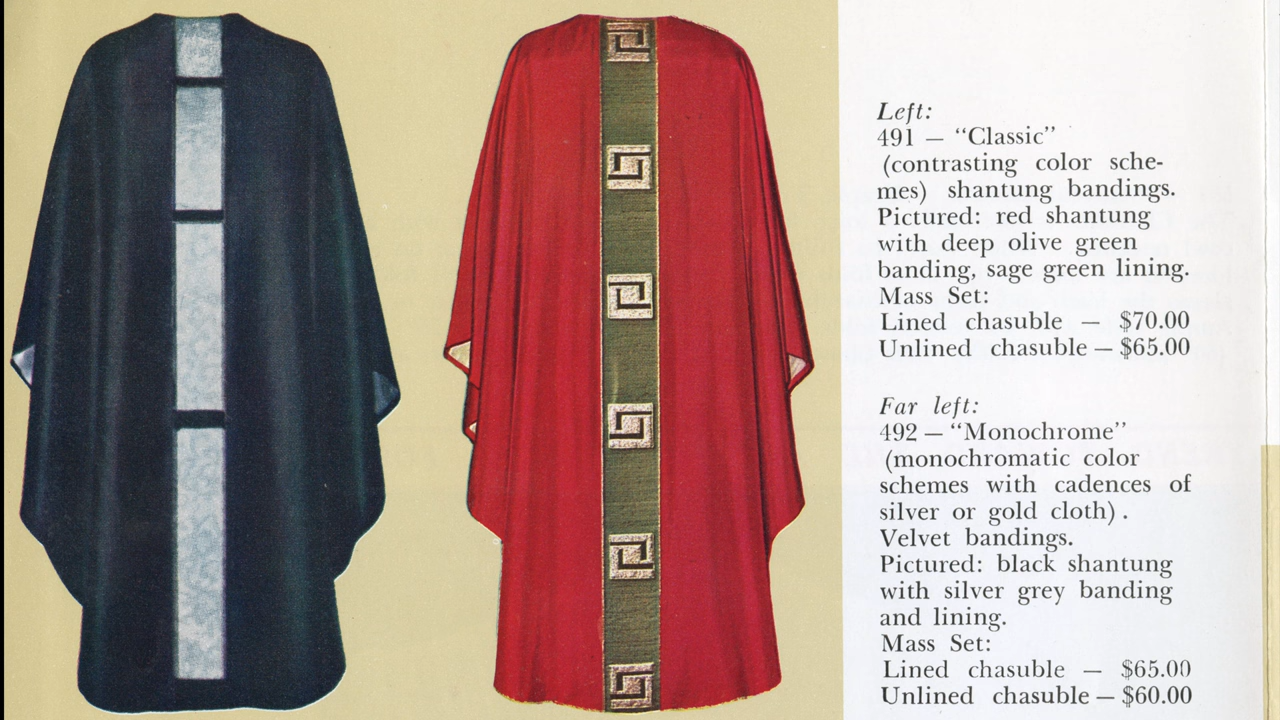 Left:
491 — “Classic”
(contrasting color sche-
mes) shantung bandings.
Pictured: red shantung
with deep olive green
banding, sage green lining.
Mass Set:
Lined chasuble — $70.00
Unlined chasuble — $65.00
Far left:
492 — “Monochrome”
(monochromatic color
schemes with cadences of
silver or gold cloth).
Velvet bandings.
Pictured: black shantung
with silver grey banding
and lining.
Mass Set:
Lined chasuble — $65.00
Unlined chasuble — $60.00